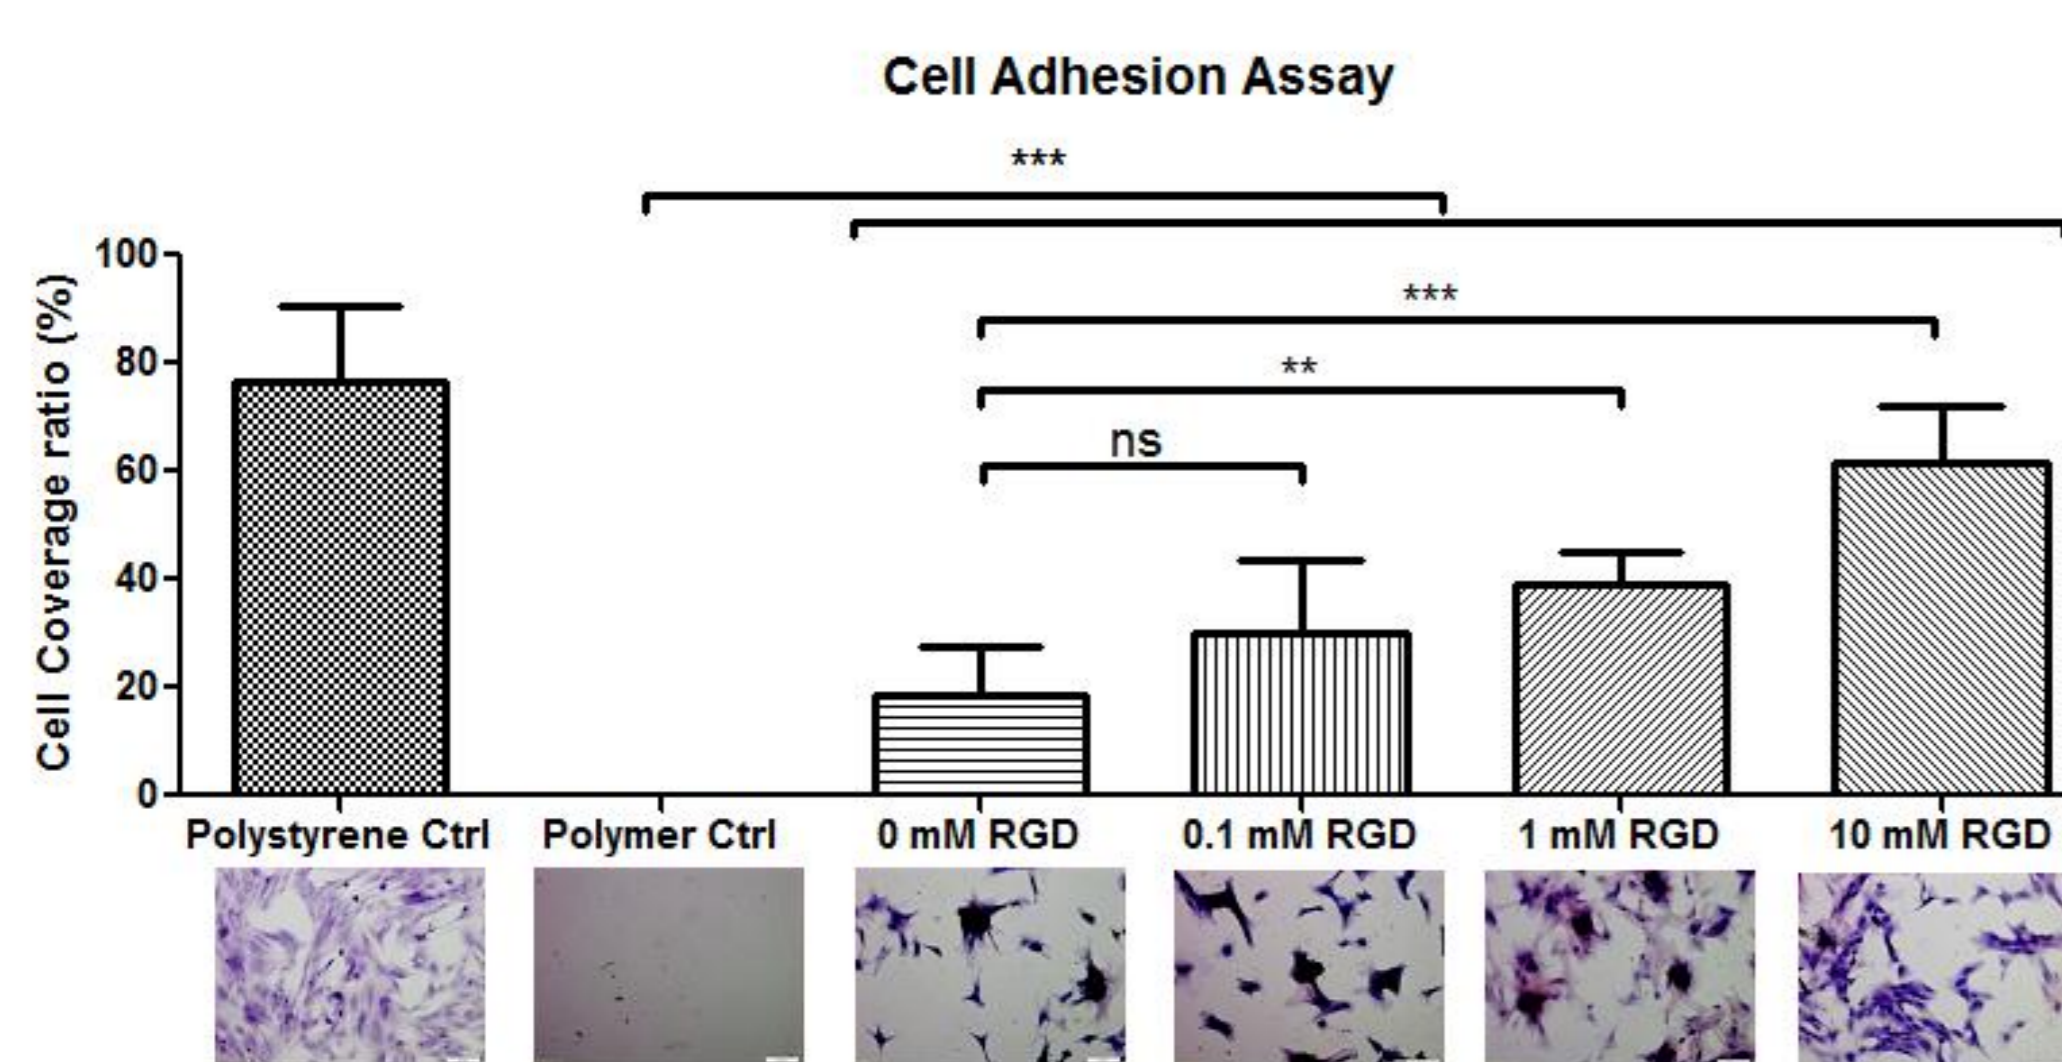 Cell Adhesion Assay
***
***
**
ns
Cell Coverage ratio (%)
100
80
60
40
20
0
Polystyrene Ctrl Polymer Ctrl 0 mM RGD 0.1 mM RGD 1 mM RGD 10 mM RGD